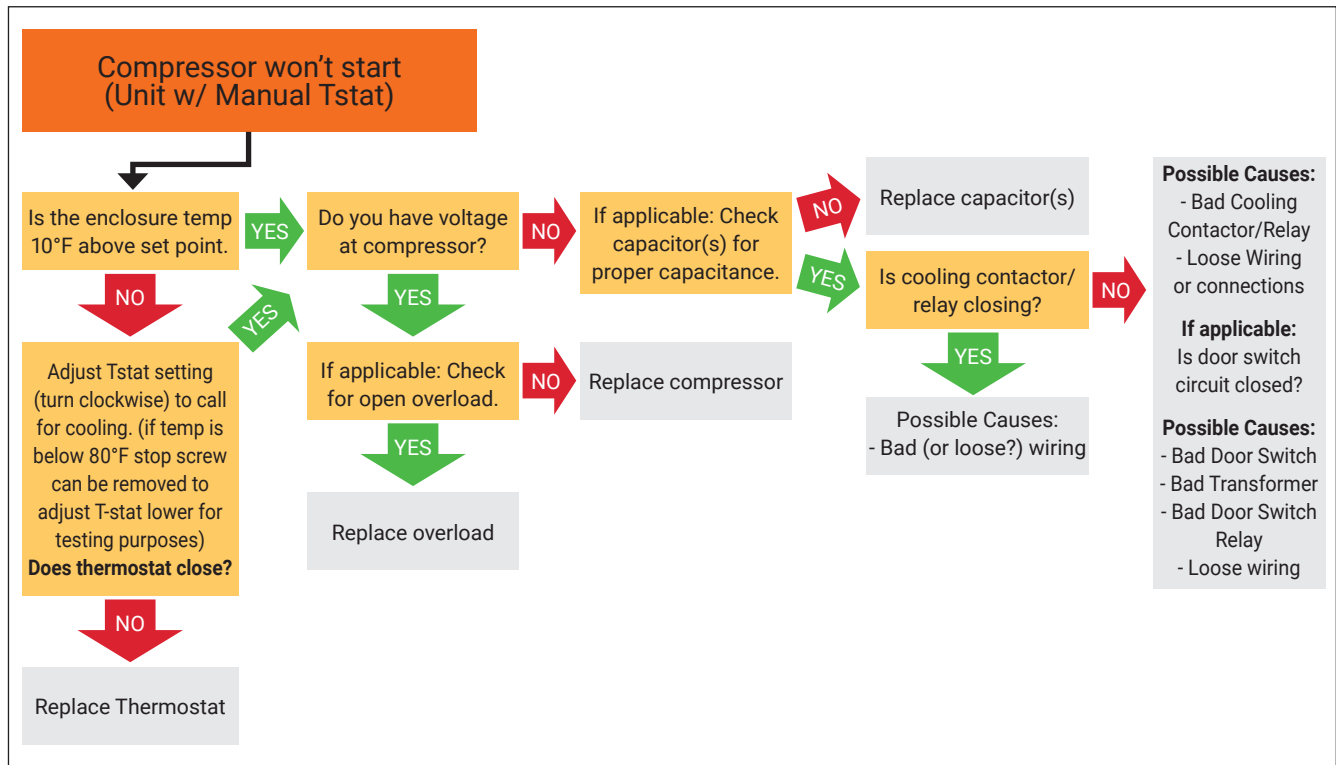 Compressor won't start
(Unit w/ Manual Tstat)
Is the enclosure temp
10°F above set point.
YES
Do you have voltage
at compressor?
NO
If applicable: Check
capacitor(s) for
proper capacitance.
NO
Replace capacitor(s)
YES
Is cooling contactor/
relay closing?
NO
Possible Causes:
- Bad Cooling
Contactor/Relay
- Loose Wiring
or connections
If applicable:
Is door switch
circuit closed?
Possible Causes:
- Bad Door Switch
- Bad Transformer
- Bad Door Switch
Relay
- Loose wiring
YES
Possible Causes:
- Bad (or loose?) wiring
NO
YES
YES
Adjust Tstat setting
(turn clockwise) to call
for cooling. (if temp is
below 80°F stop screw
can be removed to
adjust T-stat lower for
testing purposes)
Does thermostat close?
If applicable: Check
for open overload.
NO
Replace compressor
YES
Replace overload
NO
Replace Thermostat